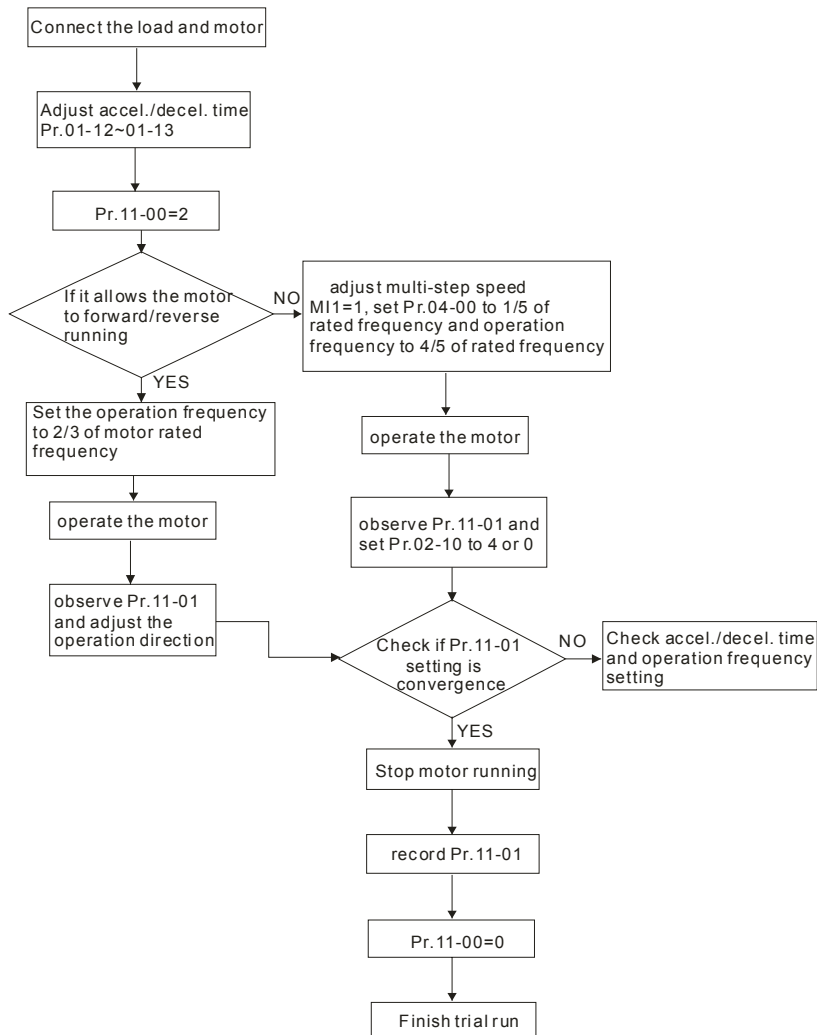 Connect the load and motor
Adjust accel./decel. time
Pr.01-12~01-13
Pr.11-00=2
If it allows the motor
to forward/reverse
running
NO
adjust multi-step speed
MI1=1, set Pr.04-00 to 1/5
of rated frequency and operation
frequency to 4/5 of rated frequency
YES
Set the operation frequency
to 2/3 of motor rated
frequency
operate the motor
operate the motor
observe Pr.11-01 and
set Pr.02-10 to 4 or 0
observe Pr.11-01
and adjust the
operation direction
Check if Pr.11-01
setting is
convergence
NO
Check accel./decel. time
and operation frequency
setting
YES
Stop motor running
record Pr.11-01
Pr.11-00=0
Finish trial run